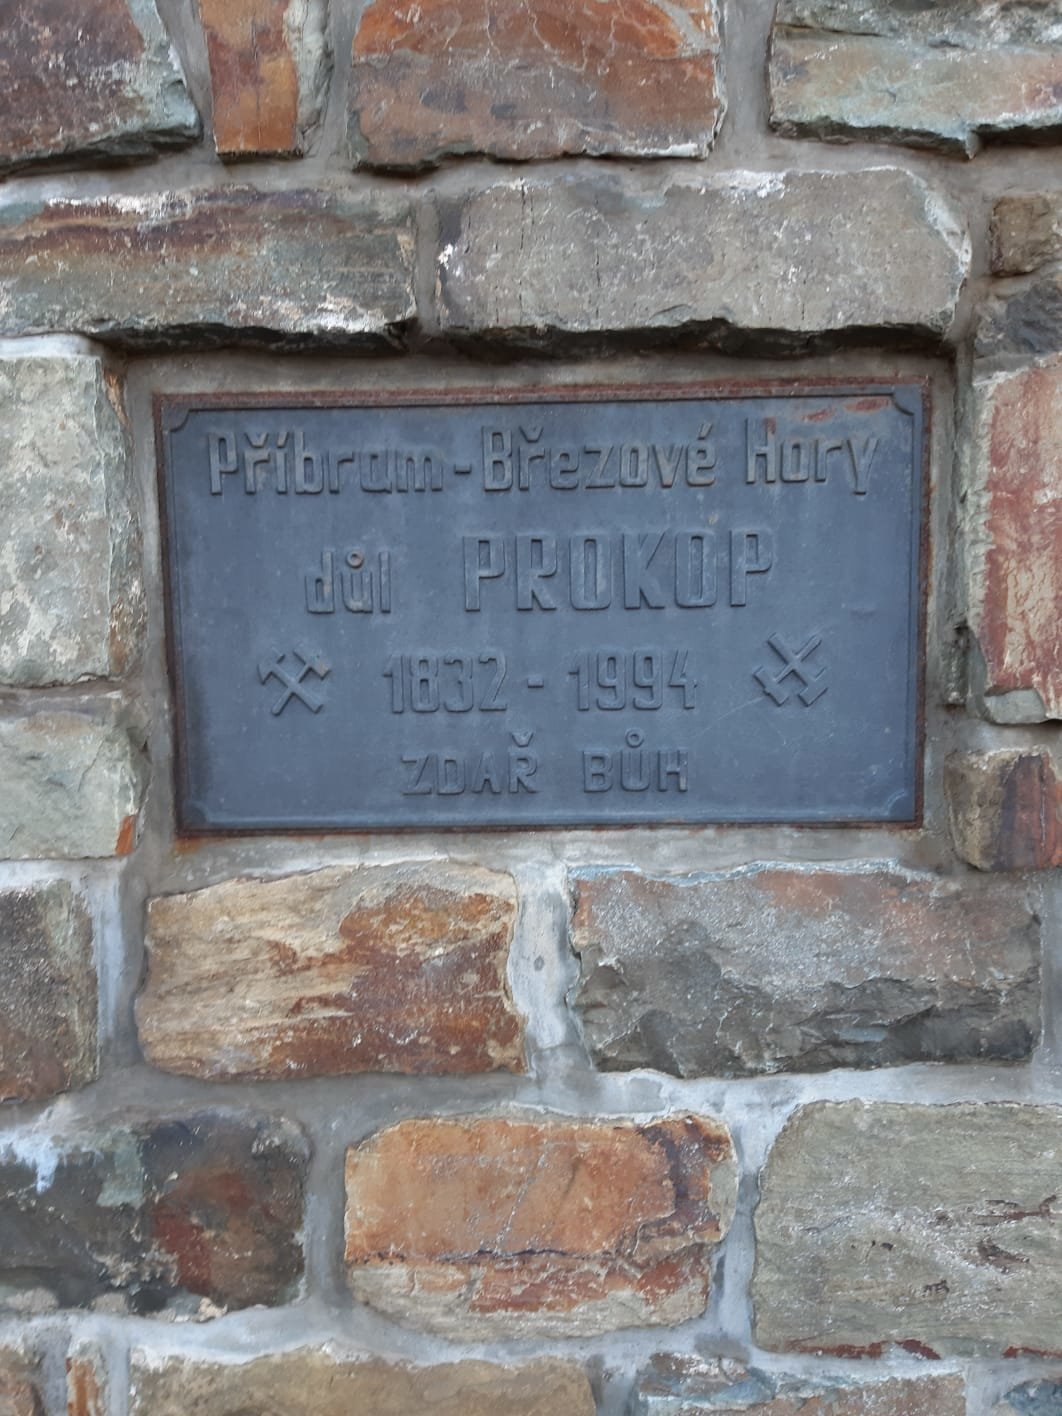 Příbram-Březové Hory
důl PROKOP
1832 - 1994
ZDAŘ BŮH